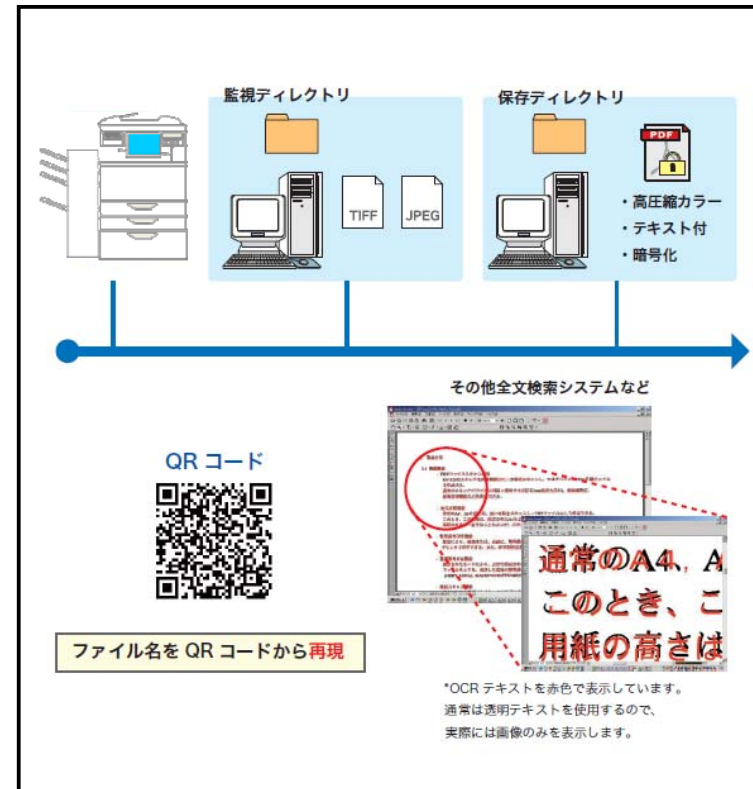 監視ディレクトリ
保存ディレクトリ
TIFF
JPEG
PDF
・高圧縮カラー
・テキスト付
・暗号化
その他全文検索システムなど
QR コード
通常のA4、A
このとき、こ
用紙の高さは
ファイル名を QR コードから再現
*OCR テキストを赤色で表示しています。
通常は透明テキストを使用するので、
実際には画像のみを表示します。